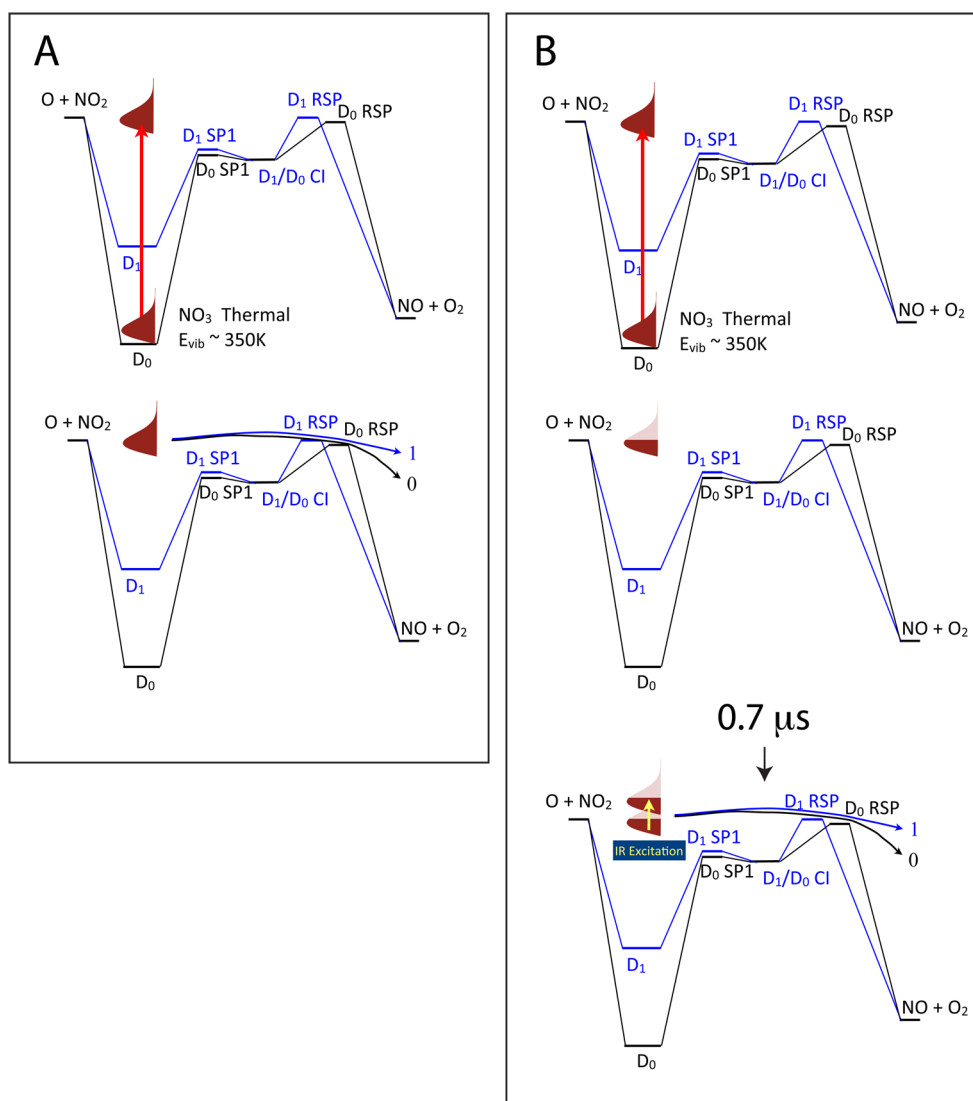 A
O + NO₂
D₁ RSP
D₀ RSP
D₁ SP1
D₀ SP1
D₁/D₀ CI
D₁
NO₃ Thermal
Eᵥᵢb ~ 350K
NO + O₂
D₀
O + NO₂
D₁ RSP
D₀ RSP
D₁ SP1
D₀ SP1
D₁/D₀ CI
1
0
D₁
NO + O₂
D₀
B
O + NO₂
D₁ RSP
D₀ RSP
D₁ SP1
D₀ SP1
D₁/D₀ CI
D₁
NO₃ Thermal
Eᵥᵢb ~ 350K
NO + O₂
D₀
O + NO₂
D₁ RSP
D₀ RSP
D₁ SP1
D₀ SP1
D₁/D₀ CI
D₁
NO + O₂
D₀
0.7 μs
O + NO₂
D₁ RSP
D₀ RSP
1
0
IR Excitation
D₁ SP1
D₀ SP1
D₁/D₀ CI
D₁
NO + O₂
D₀